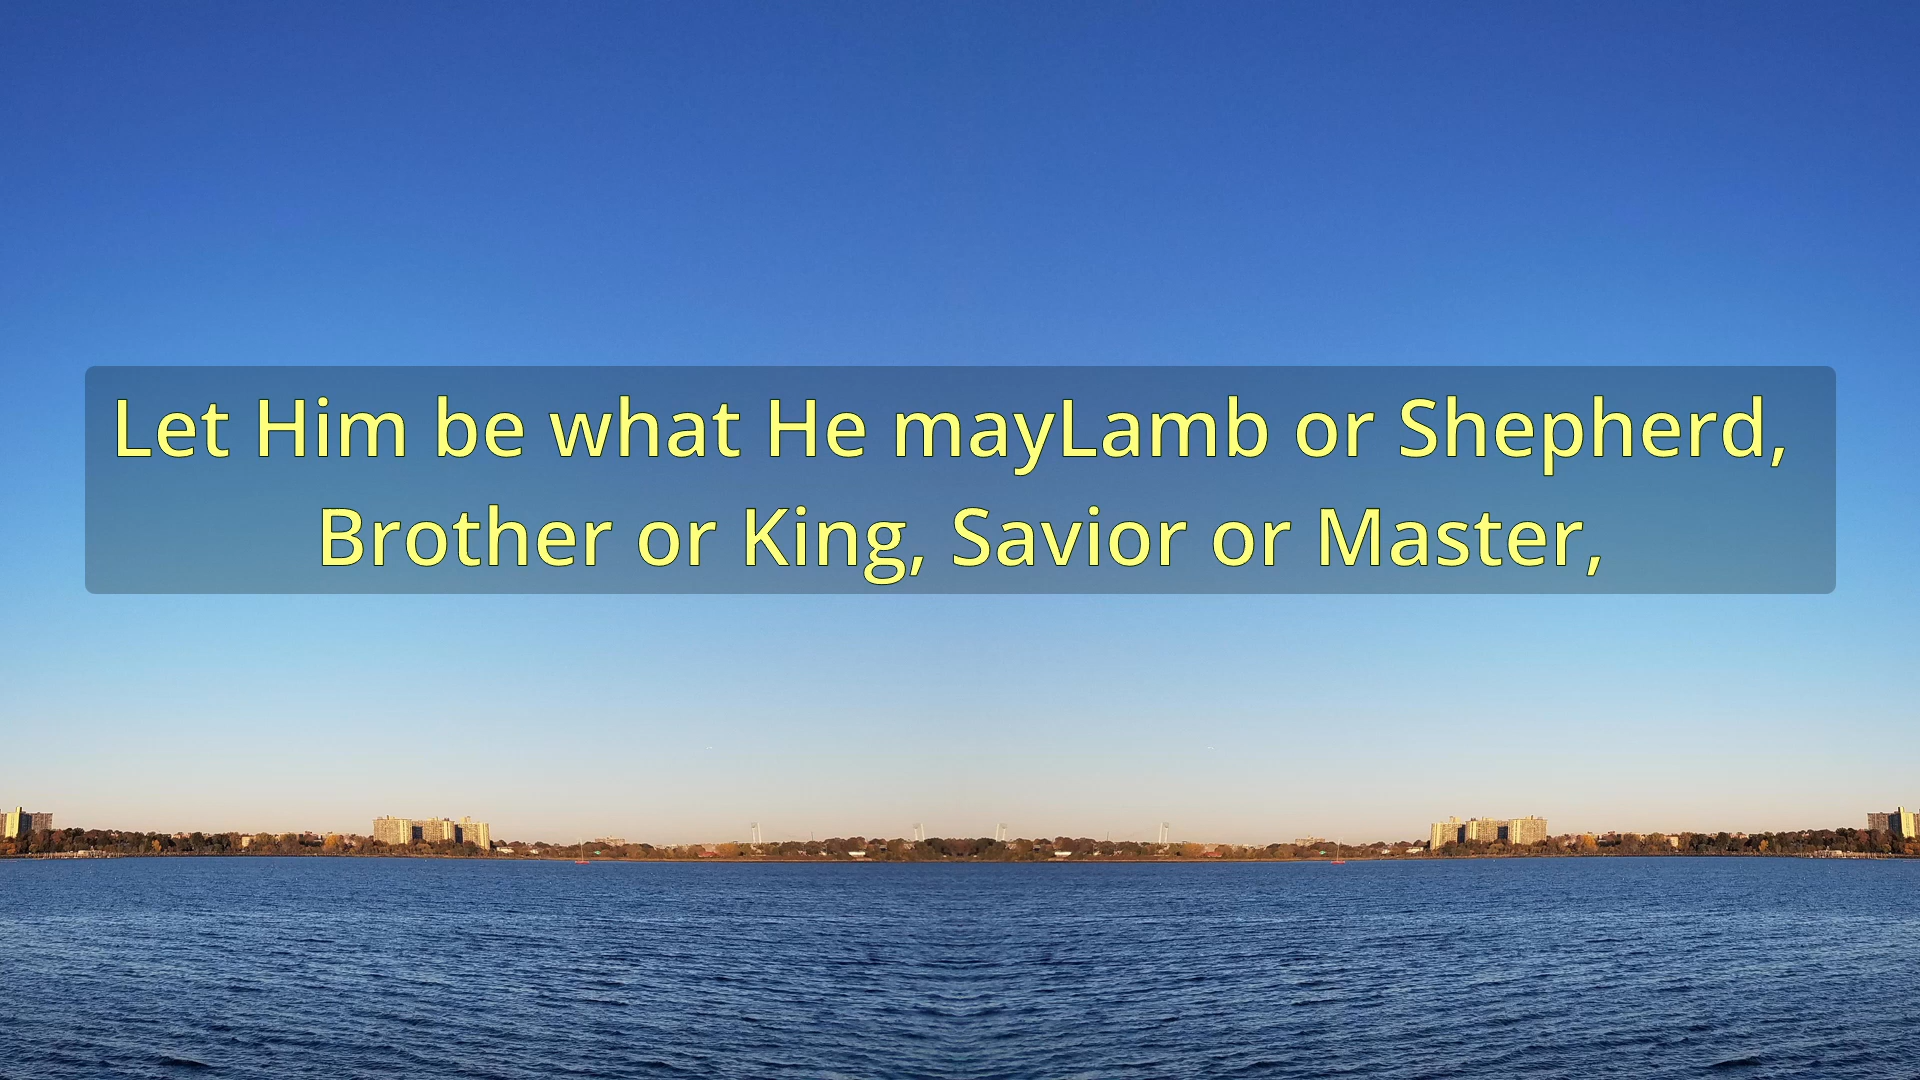 Let Him be what He mayLamb or Shepherd,
Brother or King, Savior or Master,